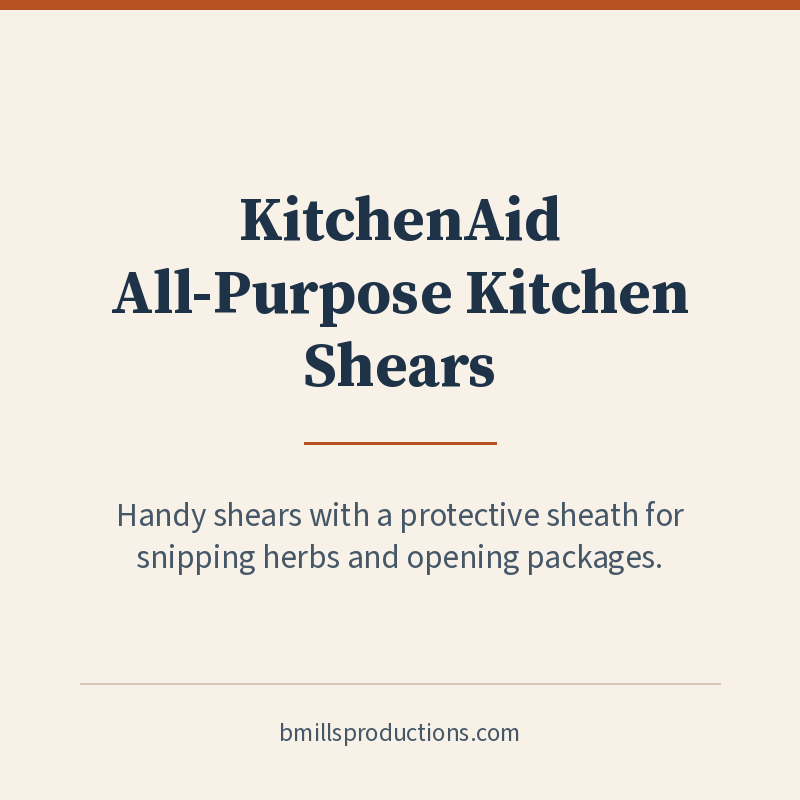 KitchenAid
All-Purpose Kitchen
Shears
Handy shears with a protective sheath for
snipping herbs and opening packages.
bmillsproductions.com